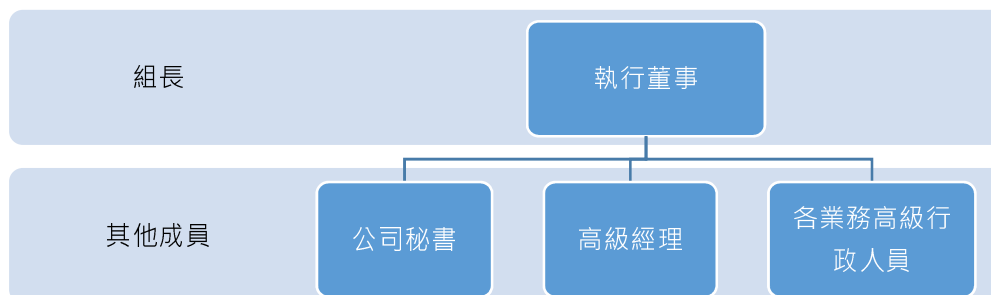 組長
執行董事
其他成員
公司秘書
高級經理
各業務高級行
政人員